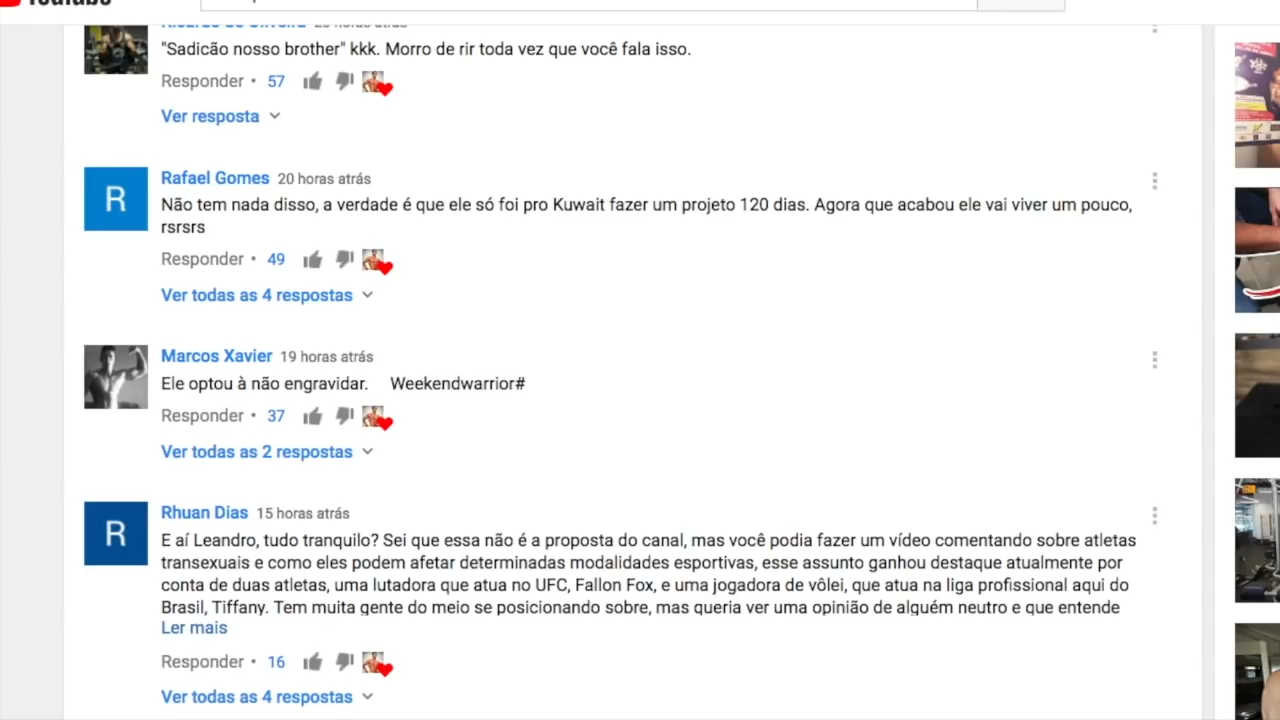 YouTube
Ricardo de Oliveira 20 horas atrás
"Sadicão nosso brother" kkk. Morro de rir toda vez que você fala isso.
Responder • 57
Ver resposta
Rafael Gomes 20 horas atrás
Não tem nada disso, a verdade é que ele só foi pro Kuwait fazer um projeto 120 dias. Agora que acabou ele vai viver um pouco,
rsrsrs
Responder • 49
Ver todas as 4 respostas
Marcos Xavier 19 horas atrás
Ele optou à não engravidar. Weekendwarrior#
Responder • 37
Ver todas as 2 respostas
Rhuan Dias 15 horas atrás
E aí Leandro, tudo tranquilo? Sei que essa não é a proposta do canal, mas você podia fazer um vídeo comentando sobre atletas
transexuais e como eles podem afetar determinadas modalidades esportivas, esse assunto ganhou destaque atualmente por
conta de duas atletas, uma lutadora que atua no UFC, Fallon Fox, e uma jogadora de vôlei, que atua na liga profissional aqui do
Brasil, Tiffany. Tem muita gente do meio se posicionando sobre, mas queria ver uma opinião de alguém neutro e que entende
Ler mais
Responder • 16
Ver todas as 4 respostas